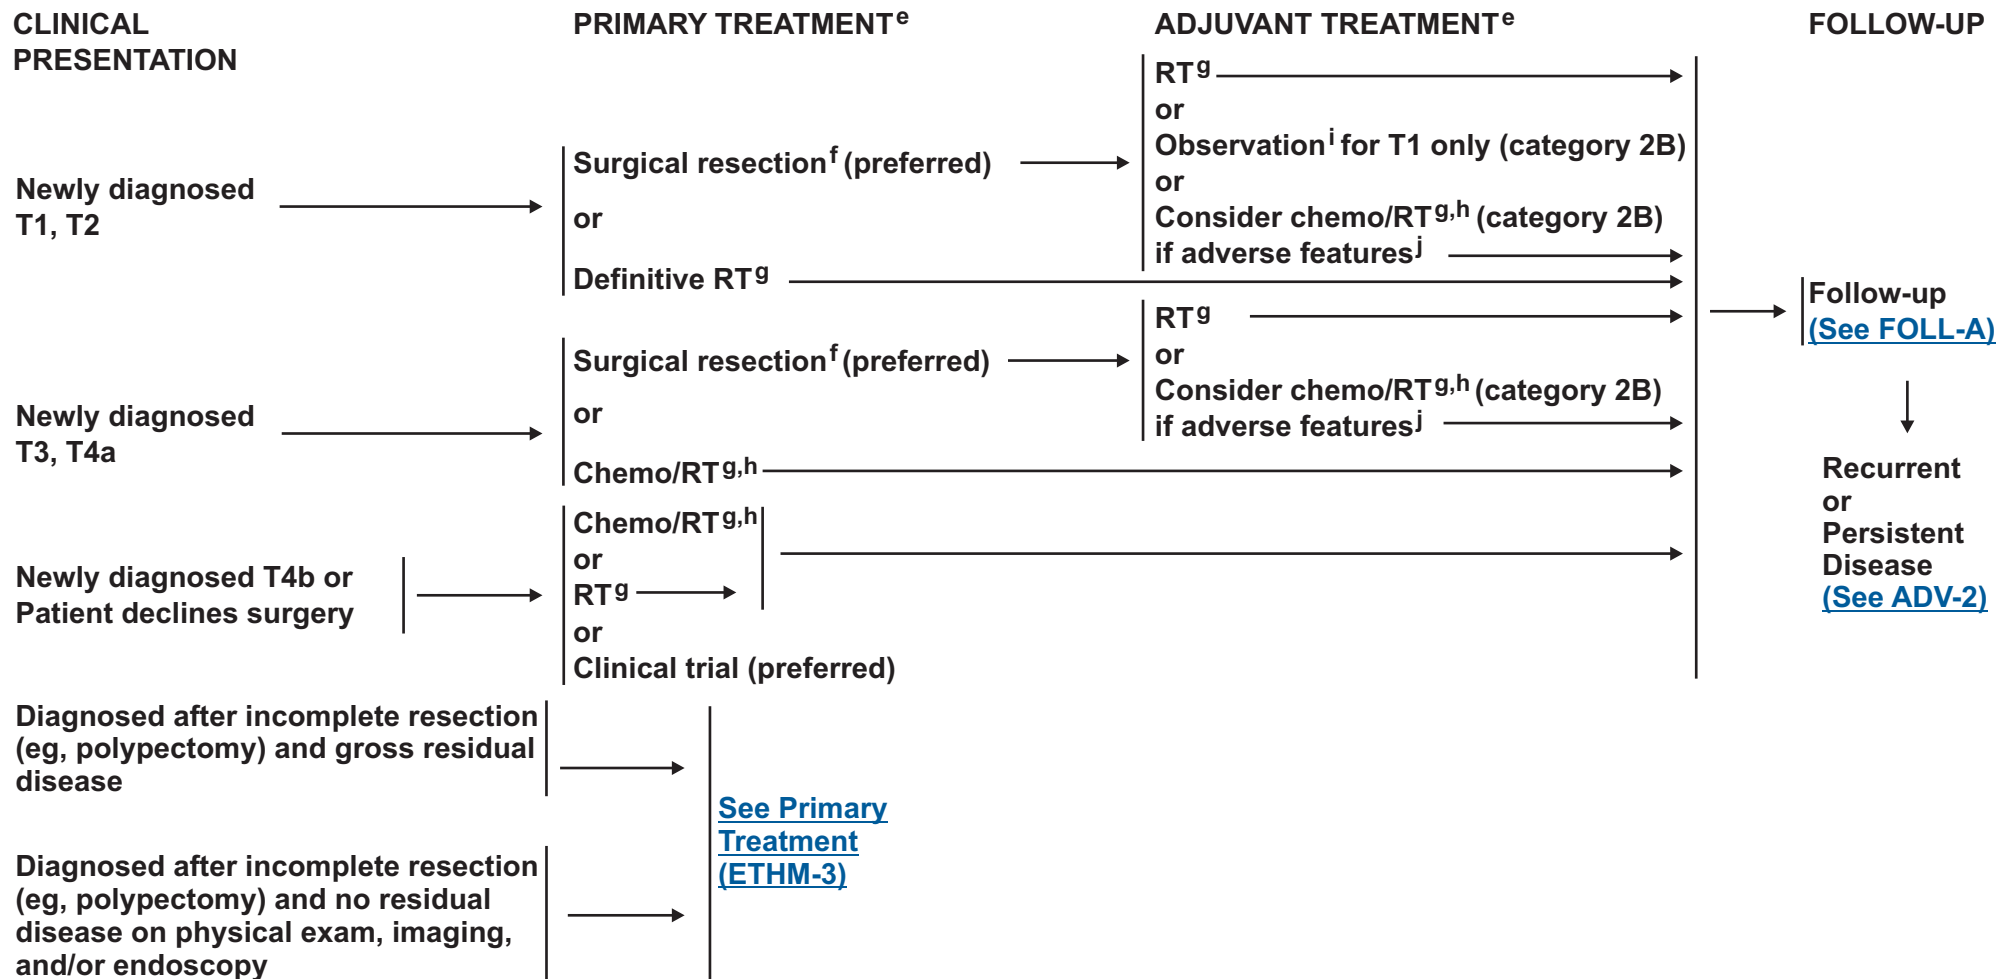 CLINICAL
PRESENTATION
PRIMARY TREATMENTe
ADJUVANT TREATMENTe
FOLLOW-UP
Newly diagnosed
T1, T2
Surgical resectionf (preferred)
or
Definitive RTg
RTg
or
Observationi for T1 only (category 2B)
or
Consider chemo/RTg,h (category 2B)
if adverse featuresj
Newly diagnosed
T3, T4a
Surgical resectionf (preferred)
or
Chemo/RTg,h
RTg
or
Consider chemo/RTg,h (category 2B)
if adverse featuresj
Newly diagnosed T4b or
Patient declines surgery
Chemo/RTg,h
or
RTg
or
Clinical trial (preferred)
Follow-up
(See FOLL-A)
Recurrent
or
Persistent
Disease
(See ADV-2)
Diagnosed after incomplete resection
(eg, polypectomy) and gross residual
disease
Diagnosed after incomplete resection
(eg, polypectomy) and no residual
disease on physical exam, imaging,
and/or endoscopy
See Primary
Treatment
(ETHM-3)